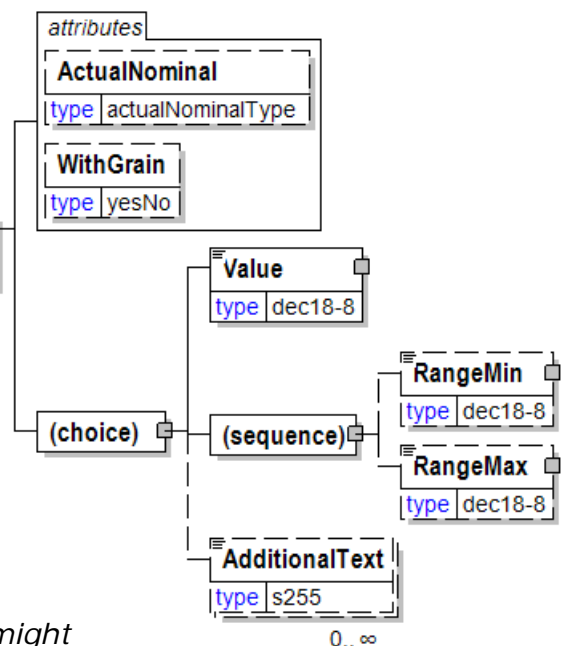 attributes
ActualNominal
type actualNominalType
WithGrain
type yesNo
Value
type dec18-8
(choice)
(sequence)
RangeMin
type dec18-8
RangeMax
type dec18-8
AdditionalText
type s255
might
0.. ∞